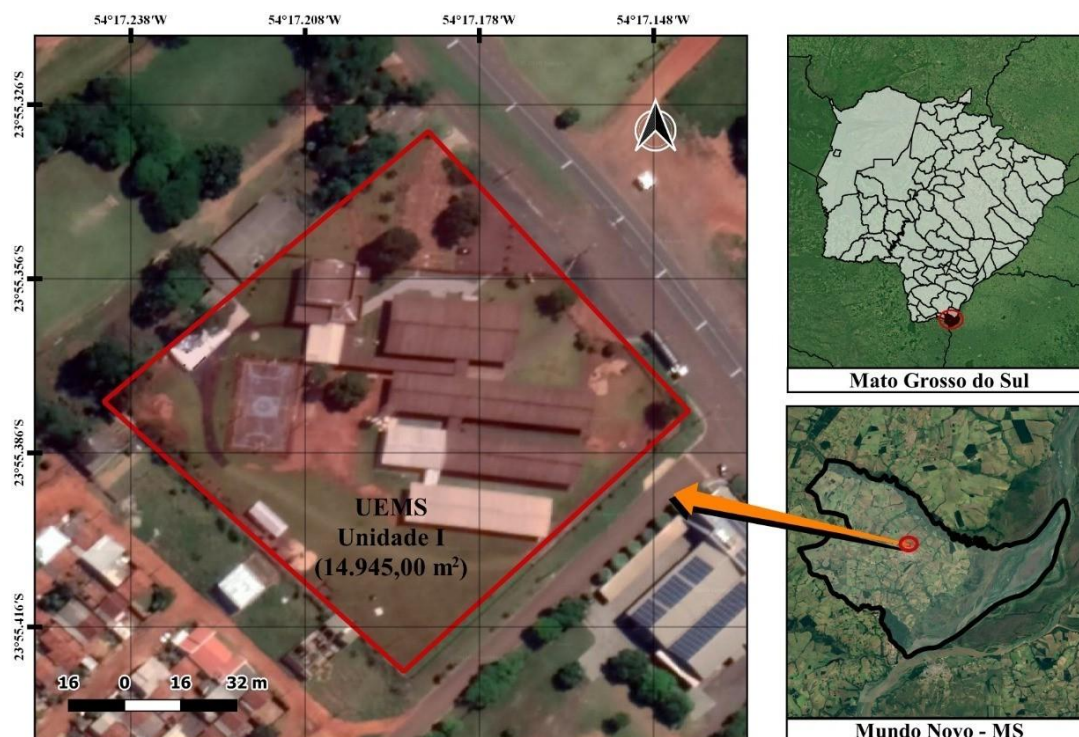 54°17.238'W 54°17.208'W 54°17.178'W 54°17.148'W
23°55.326'S
23°55.356'S
23°55.386'S
23°55.416'S
UEMS
Unidade I
(14.945,00 m²)
16 0 16 32 m
Mato Grosso do Sul
Mundo Novo - MS